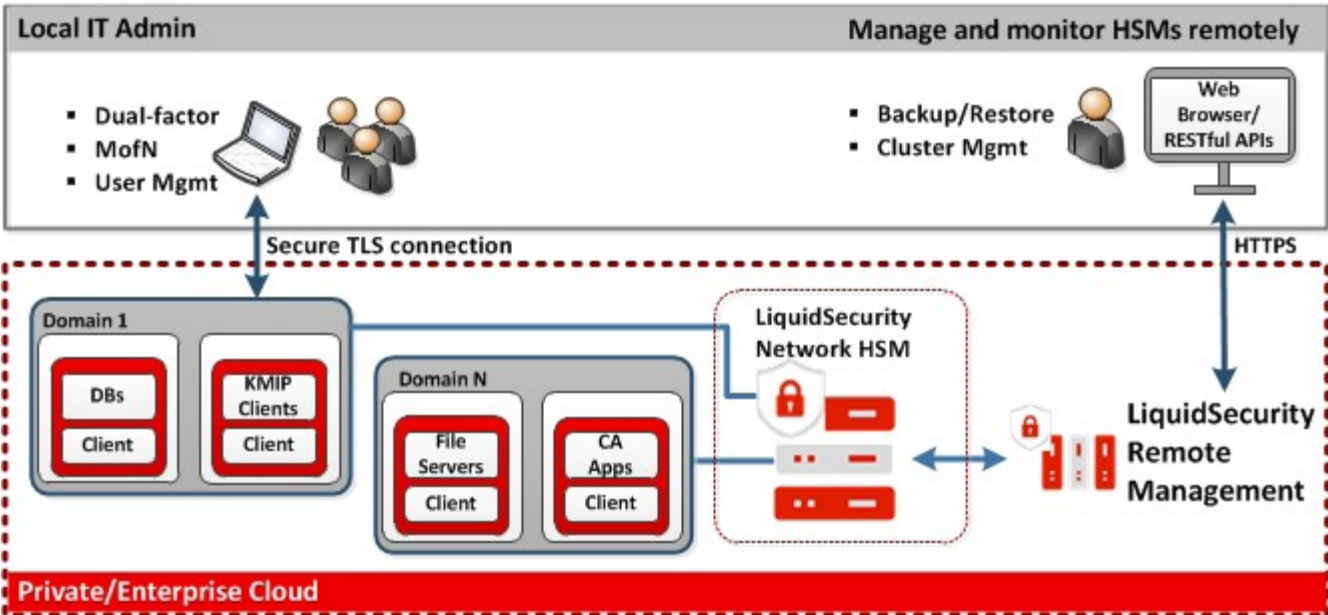 Local IT Admin
Manage and monitor HSMs remotely
▪ Dual-factor
▪ MofN
▪ User Mgmt
▪ Backup/Restore
▪ Cluster Mgmt
Web
Browser/
RESTful APIs
Secure TLS connection
HTTPS
Domain 1
DBs
Client
KMIP
Clients
Client
Domain N
File
Servers
Client
CA
Apps
Client
LiquidSecurity
Network HSM
LiquidSecurity
Remote
Management
Private/Enterprise Cloud